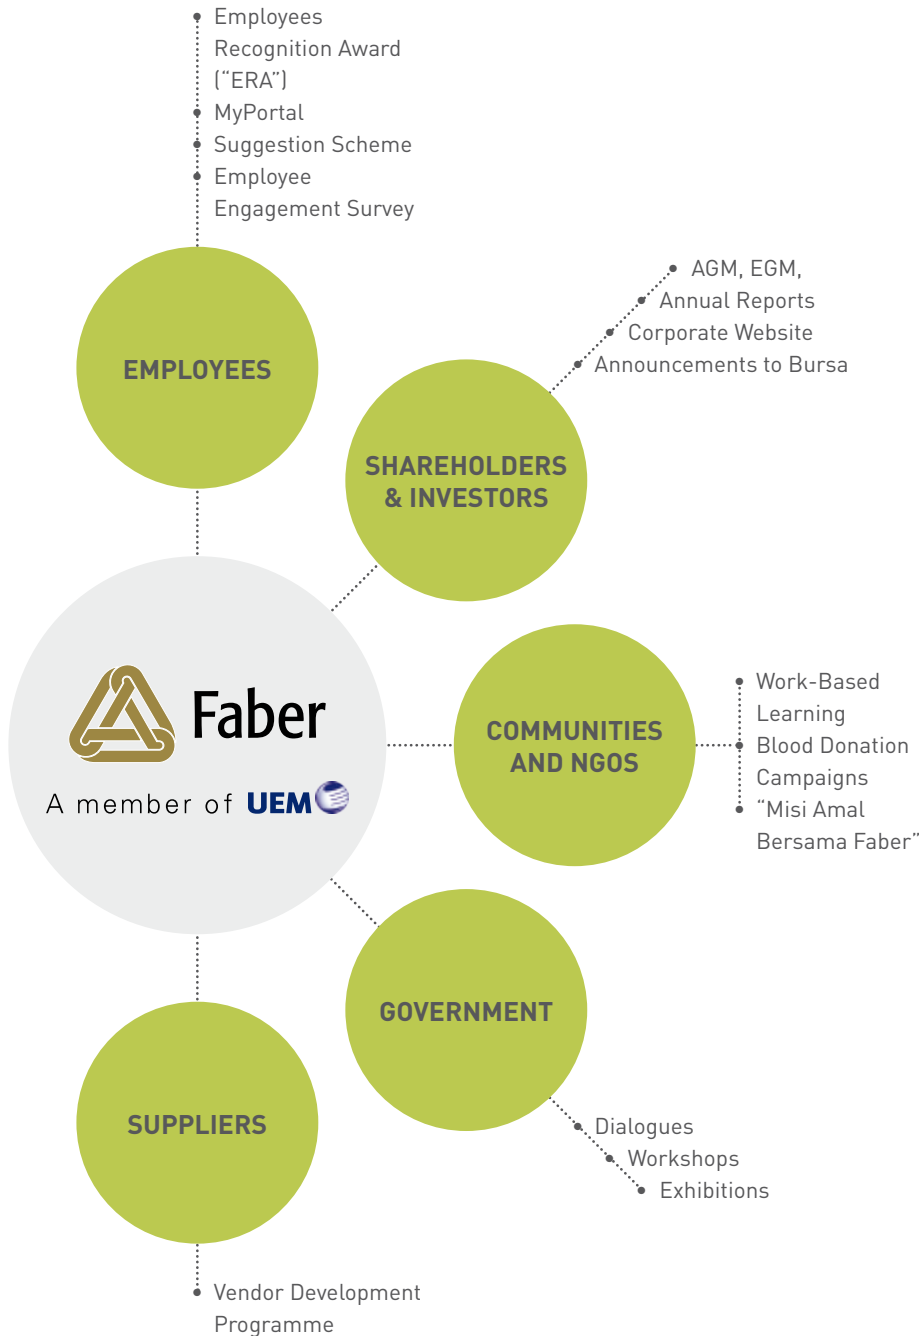 Employees
Recognition Award
(“ERA”)
MyPortal
Suggestion Scheme
Employee
Engagement Survey
EMPLOYEES
AGM, EGM,
Annual Reports
Corporate Website
Announcements to Bursa
SHAREHOLDERS
& INVESTORS
Faber
A member of UEM
COMMUNITIES
AND NGOS
Work-Based
Learning
Blood Donation
Campaigns
“Misi Amal
Bersama Faber”
GOVERNMENT
Dialogues
Workshops
Exhibitions
SUPPLIERS
Vendor Development
Programme